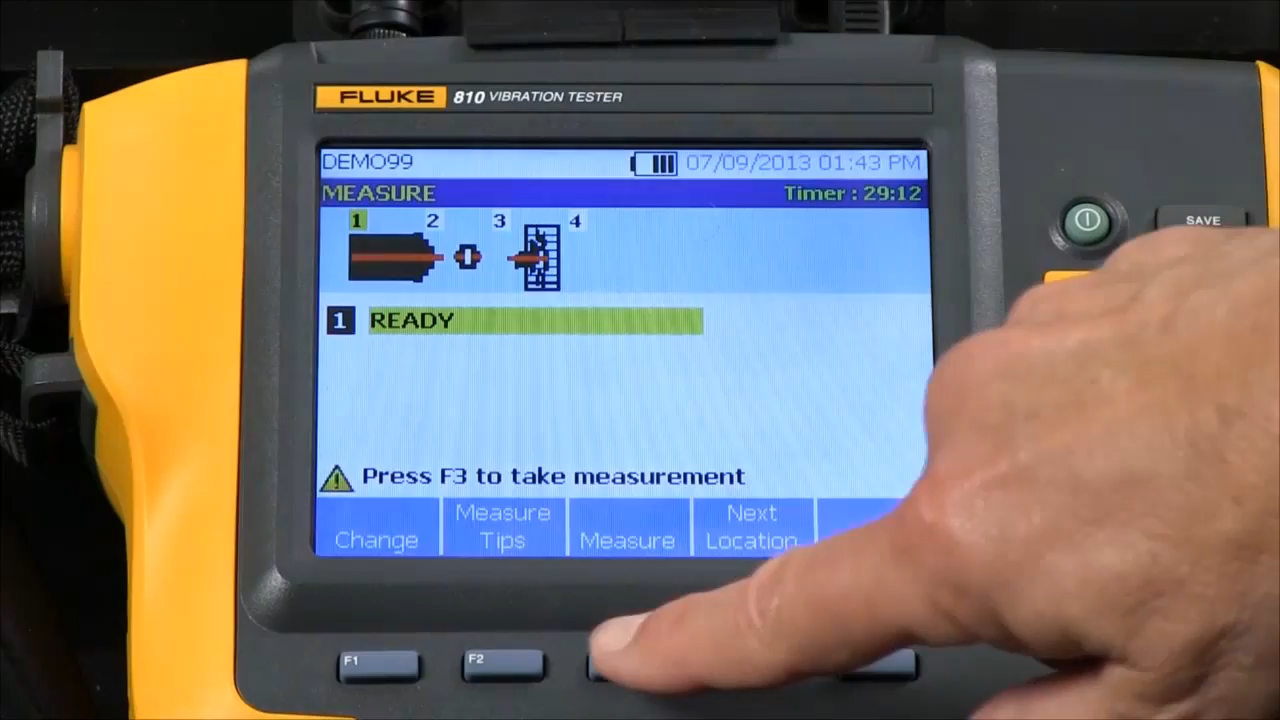 FLUKE 810 VIBRATION TESTER
DEMO99 07/09/2013 01:43 PM
MEASURE Timer : 29:12
1 2 3 4
1 READY
Press F3 to take measurement
Change
Measure Tips
Measure
Next Location
SAVE
F1
F2